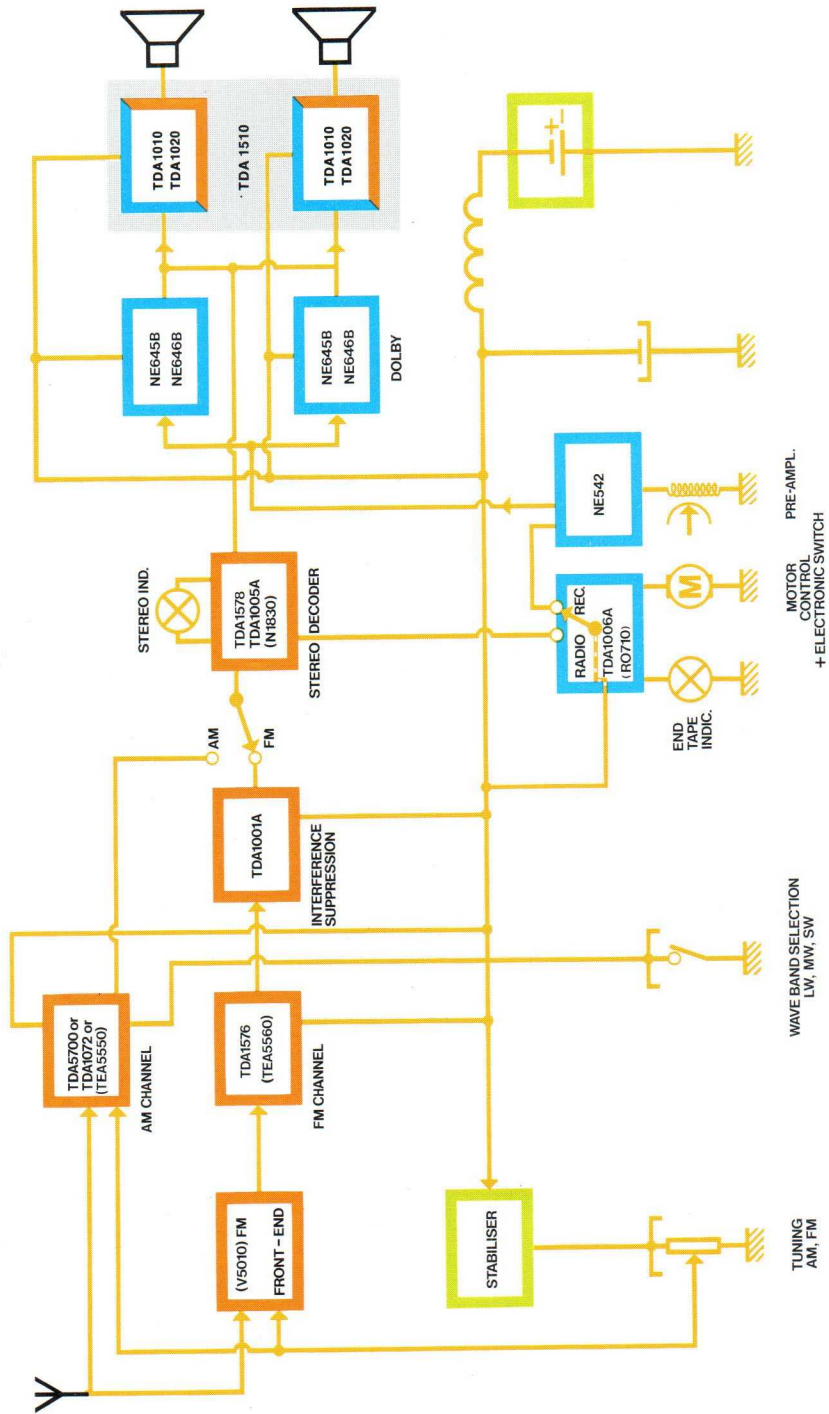 TDA5700 or
TDA1072 or
(TEA5550)
AM CHANNEL
(V5010) FM
FRONT – END
TDA1576
(TEA5560)
FM CHANNEL
TDA1001A
INTERFERENCE
SUPPRESSION
AM
FM
STEREO IND.
TDA1578
TDA1005A
(N1830)
STEREO DECODER
NE645B
NE646B
NE645B
NE646B
DOLBY
TDA1010
TDA1020
· TDA 1510
TDA1010
TDA1020
STABILISER
TUNING
AM, FM
WAVE BAND SELECTION
LW, MW, SW
RADIO REC.
TDA1006A
(RO710)
END
TAPE
INDIC.
M
MOTOR
CONTROL
+ ELECTRONIC SWITCH
NE542
PRE-AMPL.
+ –